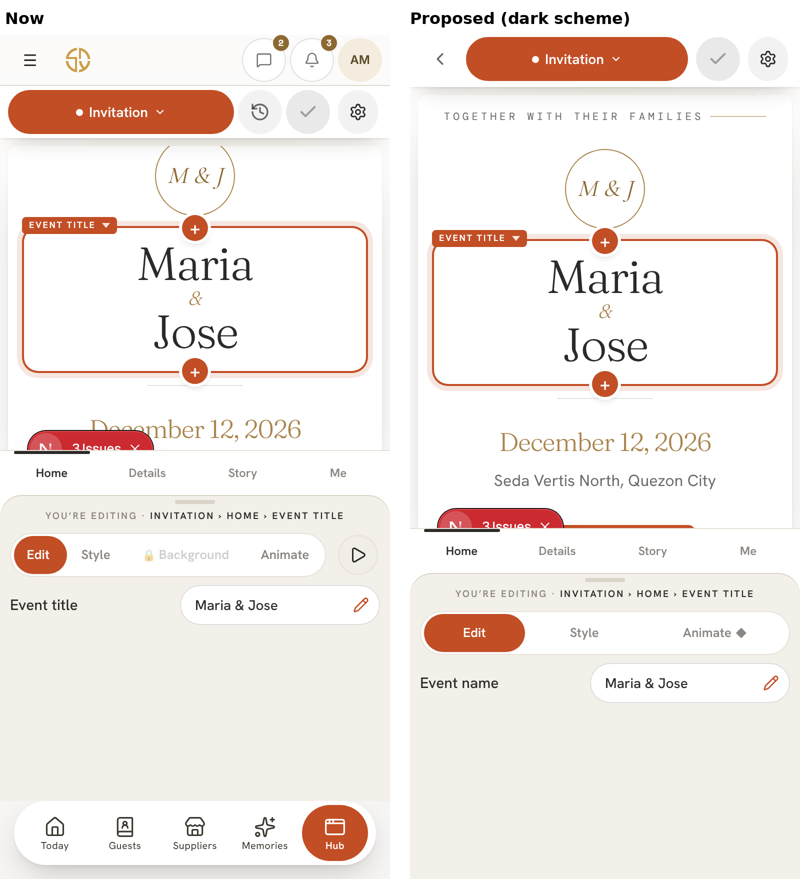 Now
2
3
AM
Invitation
M & J
EVENT TITLE
Maria
&
Jose
December 12, 2026
N
3 Issues
Home
Details
Story
Me
YOU'RE EDITING · INVITATION › HOME › EVENT TITLE
Edit
Style
Background
Animate
Event title
Maria & Jose
Today
Guests
Suppliers
Memories
Hub
Proposed (dark scheme)
Invitation
TOGETHER WITH THEIR FAMILIES
M & J
EVENT TITLE
Maria
&
Jose
December 12, 2026
Seda Vertis North, Quezon City
N
3 Issues
Home
Details
Story
Me
YOU'RE EDITING · INVITATION › HOME › EVENT TITLE
Edit
Style
Animate ◆
Event name
Maria & Jose